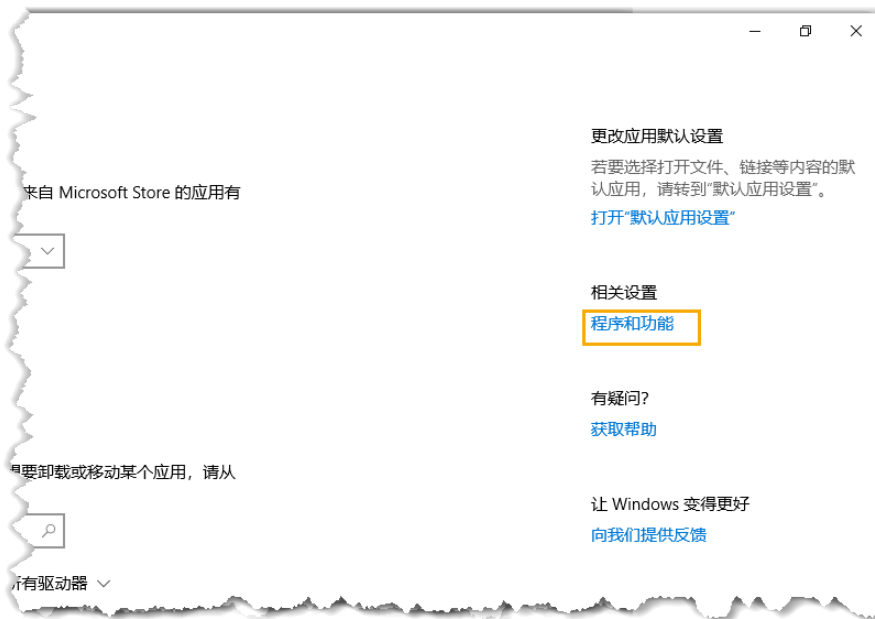 来自 Microsoft Store 的应用有
要卸载或移动某个应用，请从
所有驱动器
更改应用默认设置
若要选择打开文件、链接等内容的默
认应用，请转到“默认应用设置”。
打开“默认应用设置”
相关设置
程序和功能
有疑问?
获取帮助
让 Windows 变得更好
向我们提供反馈